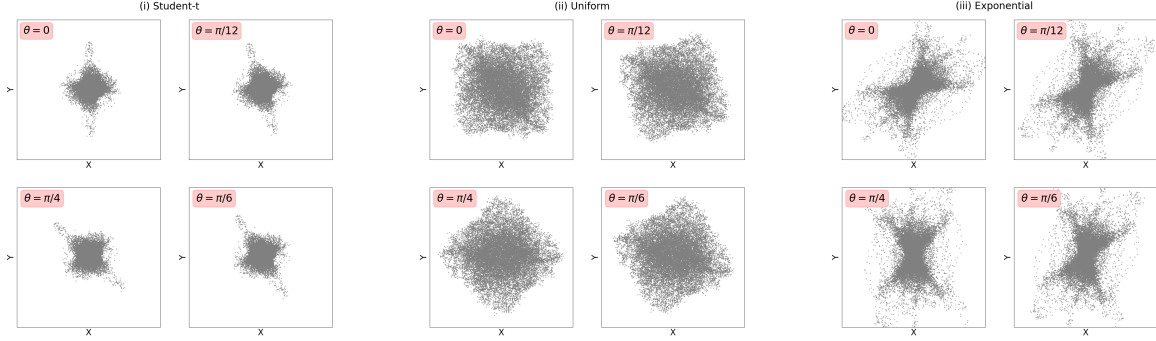 (i) Student-t
(ii) Uniform
(iii) Exponential
θ = 0
θ = π/12
θ = 0
θ = π/12
θ = 0
θ = π/12
Y
Y
Y
Y
Y
Y
X
X
X
X
X
X
θ = π/4
θ = π/6
θ = π/4
θ = π/6
θ = π/4
θ = π/6
Y
Y
Y
Y
Y
Y
X
X
X
X
X
X